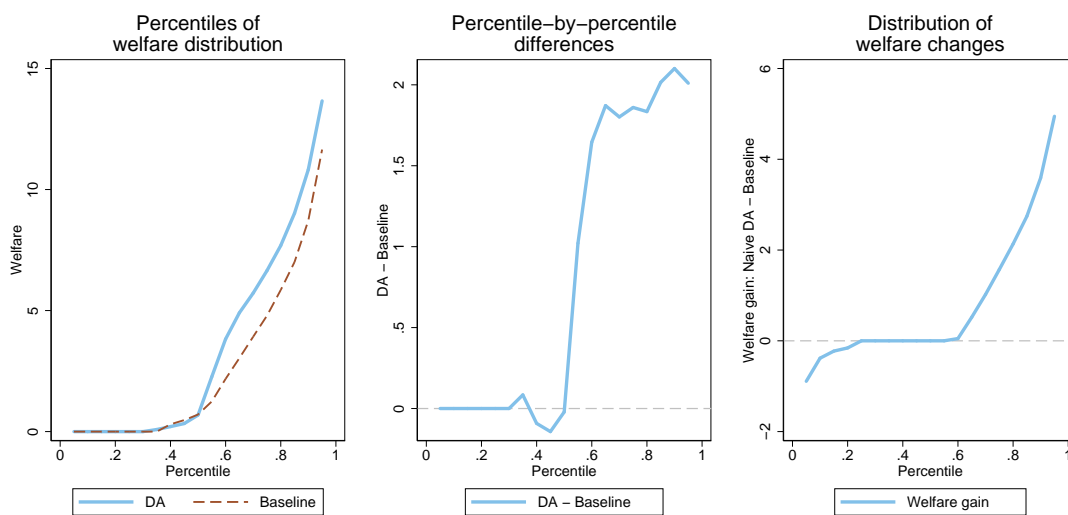 Percentiles of
welfare distribution
15
10
5
0
Welfare
0
.2
.4
.6
.8
1
Percentile
DA
Baseline
Percentile−by−percentile
differences
2
1.5
1
.5
0
DA − Baseline
0
.2
.4
.6
.8
1
Percentile
DA − Baseline
Distribution of
welfare changes
6
4
2
0
−2
Welfare gain: Naive DA − Baseline
0
.2
.4
.6
.8
1
Percentile
Welfare gain